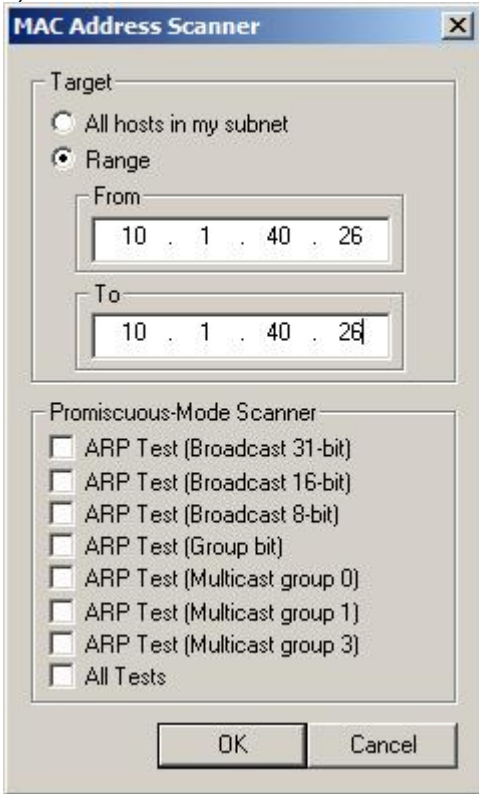 MAC Address Scanner
Target
All hosts in my subnet
Range
From
10 . 1 . 40 . 26
To
10 . 1 . 40 . 26
Promiscuous-Mode Scanner
ARP Test (Broadcast 31-bit)
ARP Test (Broadcast 16-bit)
ARP Test (Broadcast 8-bit)
ARP Test (Group bit)
ARP Test (Multicast group 0)
ARP Test (Multicast group 1)
ARP Test (Multicast group 3)
All Tests
OK Cancel